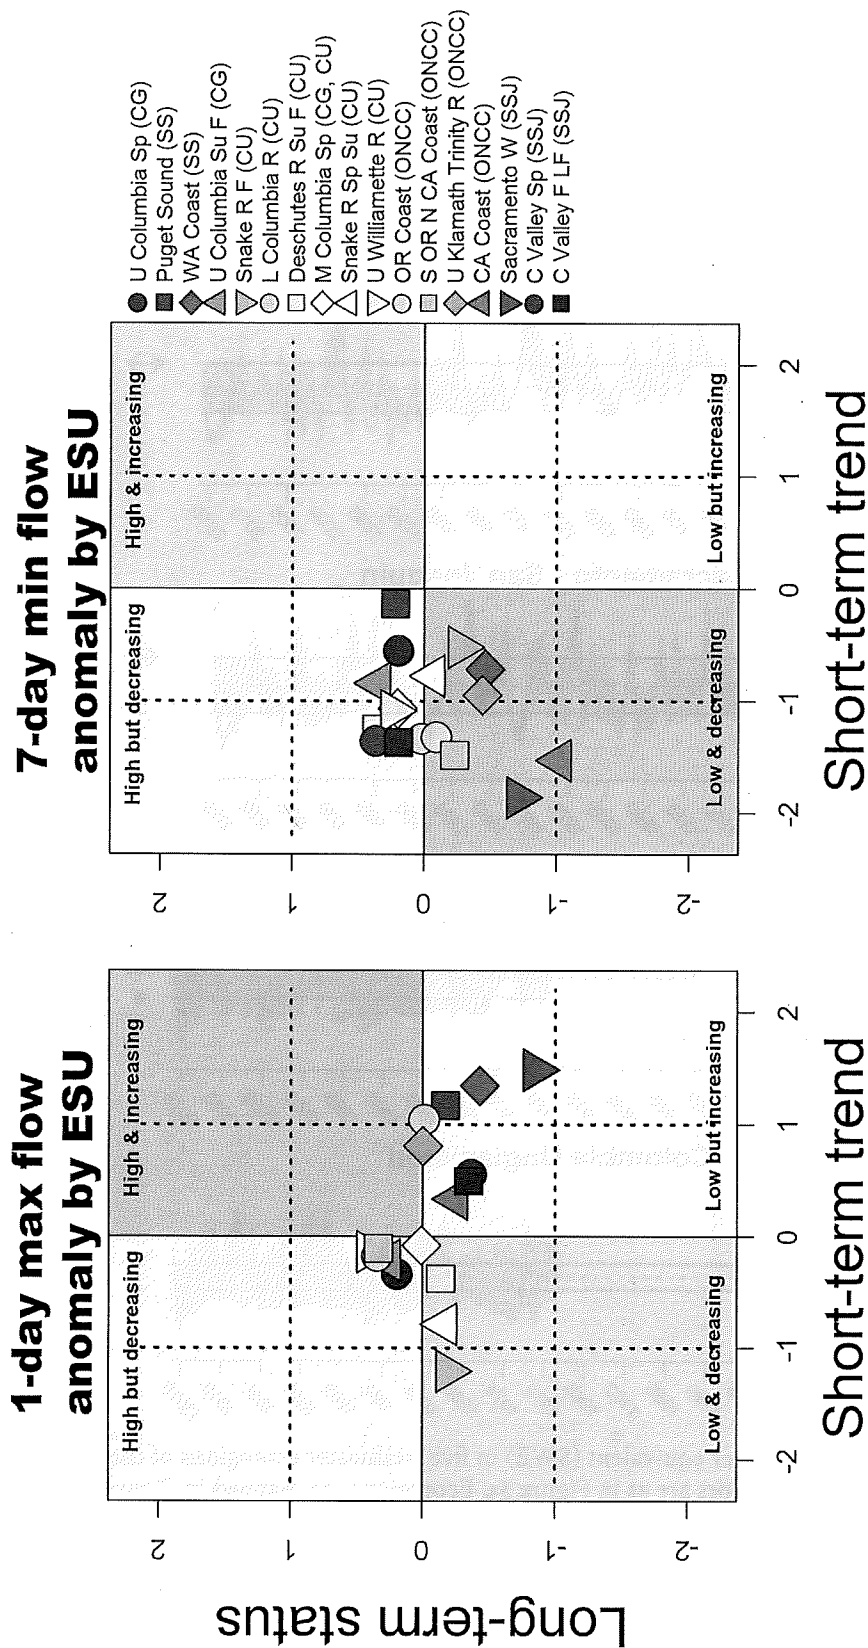 1-day max flow
anomaly by ESU
High but decreasing
High & increasing
Low & decreasing
Low but increasing
Long-term status
2
1
0
-1
-2
-2
-1
0
1
2
Short-term trend
7-day min flow
anomaly by ESU
High but decreasing
High & increasing
Low & decreasing
Low but increasing
2
1
0
-1
-2
-2
-1
0
1
2
Short-term trend
U Columbia Sp (CG)
Puget Sound (SS)
WA Coast (SS)
U Columbia Su F (CG)
Snake R F (CU)
L Columbia R (CU)
Deschutes R Su F (CU)
M Columbia Sp (CG, CU)
Snake R Sp Su (CU)
U Williamette R (CU)
OR Coast (ONCC)
S OR N CA Coast (ONCC)
U Klamath Trinity R (ONCC)
CA Coast (ONCC)
Sacramento W (SSJ)
C Valley Sp (SSJ)
C Valley F LF (SSJ)